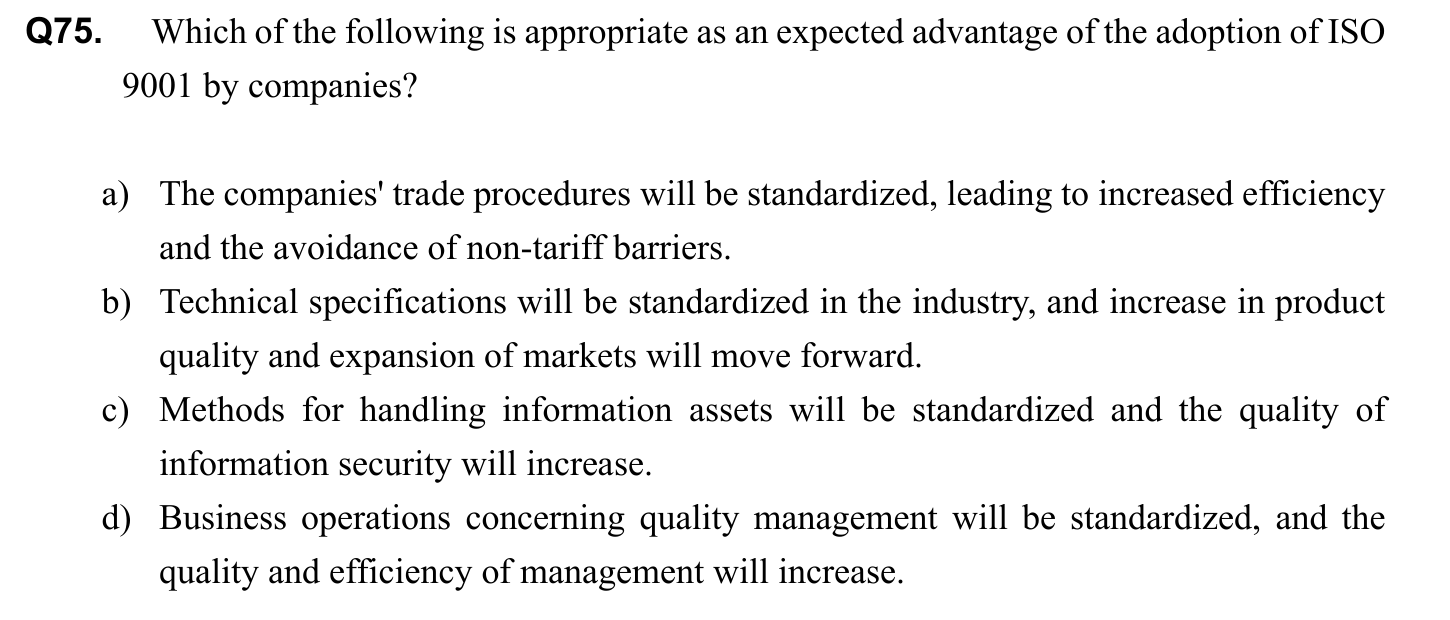 Q75. Which of the following is appropriate as an expected advantage of the adoption of ISO
9001 by companies?
a) The companies' trade procedures will be standardized, leading to increased efficiency
and the avoidance of non-tariff barriers.
b) Technical specifications will be standardized in the industry, and increase in product
quality and expansion of markets will move forward.
c) Methods for handling information assets will be standardized and the quality of
information security will increase.
d) Business operations concerning quality management will be standardized, and the
quality and efficiency of management will increase.